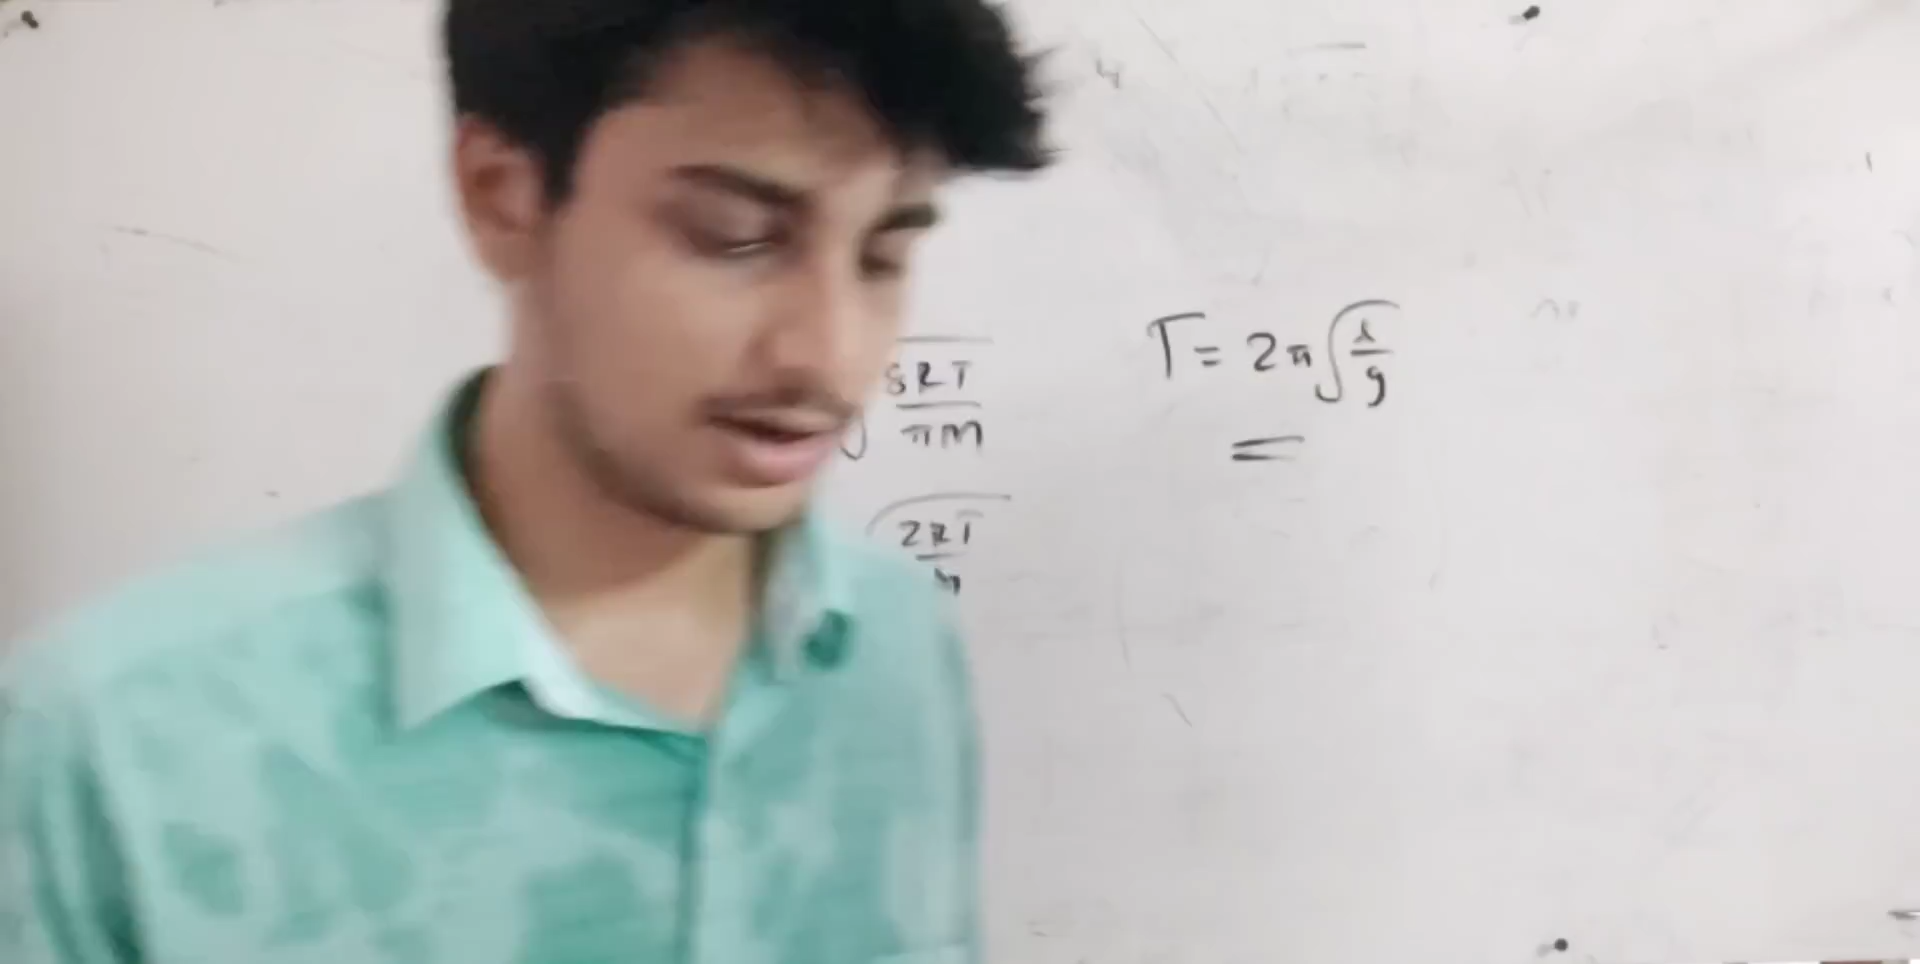 √(8RT/πM)
T = 2π√(l/g)
√(2RT/M)